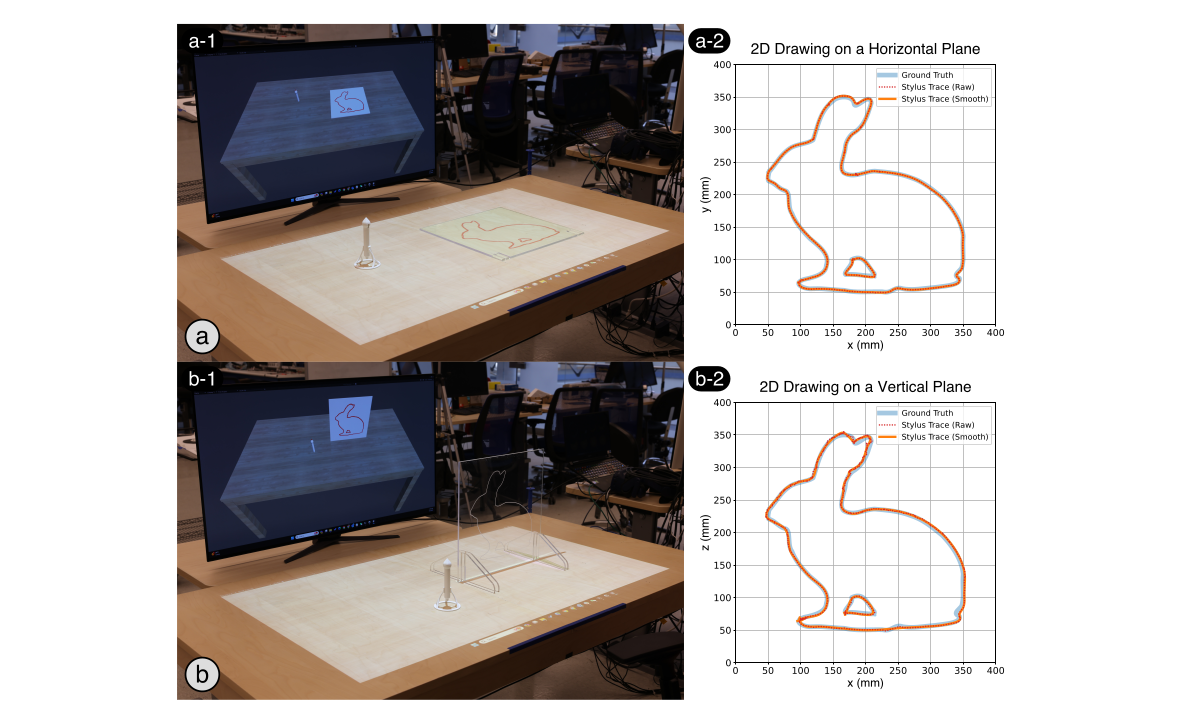 a-1
a
a-2
2D Drawing on a Horizontal Plane
Ground Truth
Stylus Trace (Raw)
Stylus Trace (Smooth)
400
350
300
250
200
150
100
50
0
y (mm)
0 50 100 150 200 250 300 350 400
x (mm)
b-1
b
b-2
2D Drawing on a Vertical Plane
Ground Truth
Stylus Trace (Raw)
Stylus Trace (Smooth)
400
350
300
250
200
150
100
50
0
z (mm)
0 50 100 150 200 250 300 350 400
x (mm)